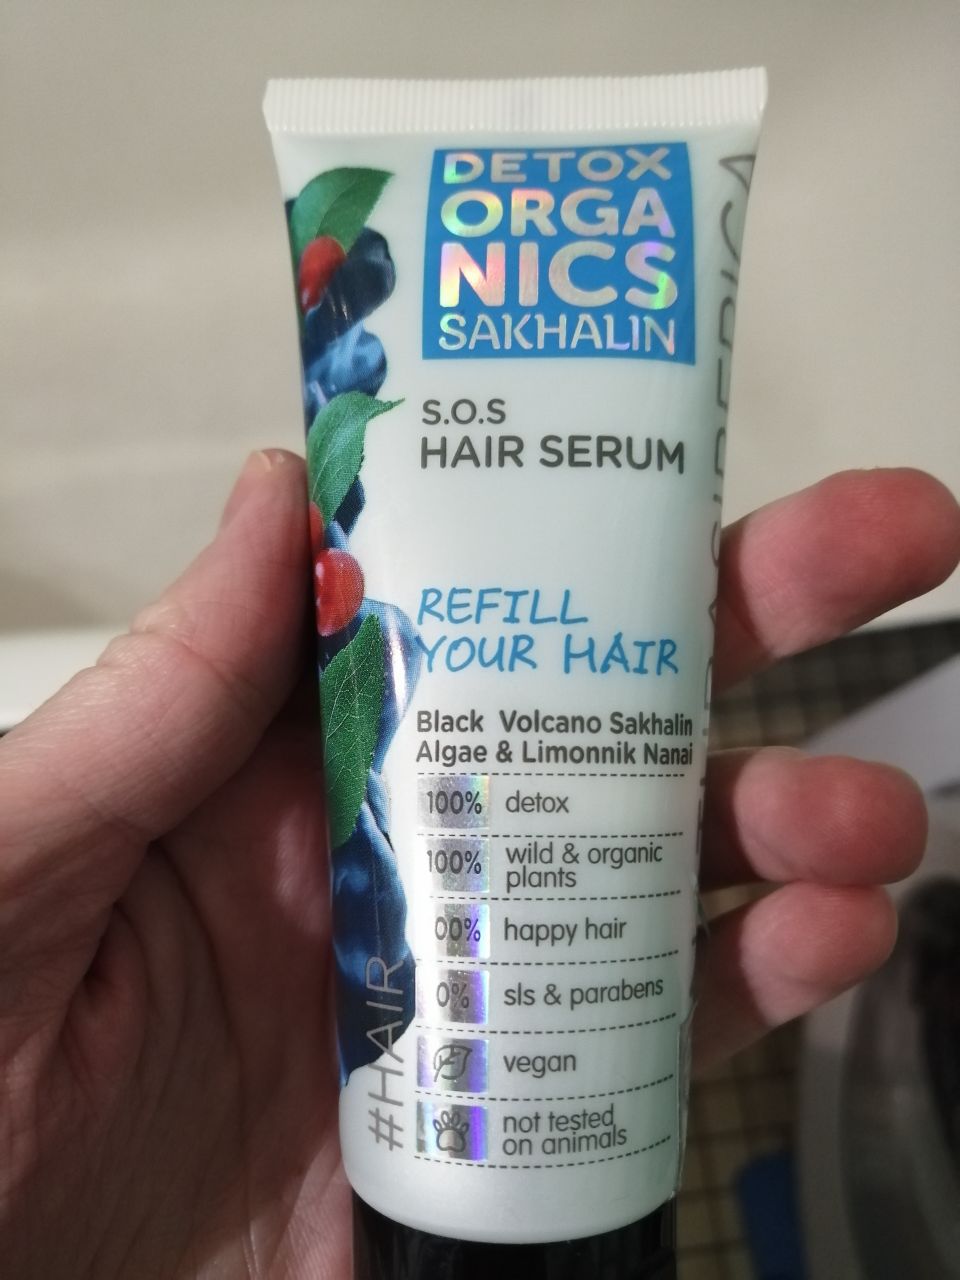 DETOX
ORGA
NICS
SAKHALIN
S.O.S
HAIR SERUM
REFILL
YOUR HAIR
Black Volcano Sakhalin
Algae & Limonnik Nanai
100% detox
100% wild & organic
plants
00% happy hair
0% sls & parabens
vegan
not tested
on animals
#HAIR